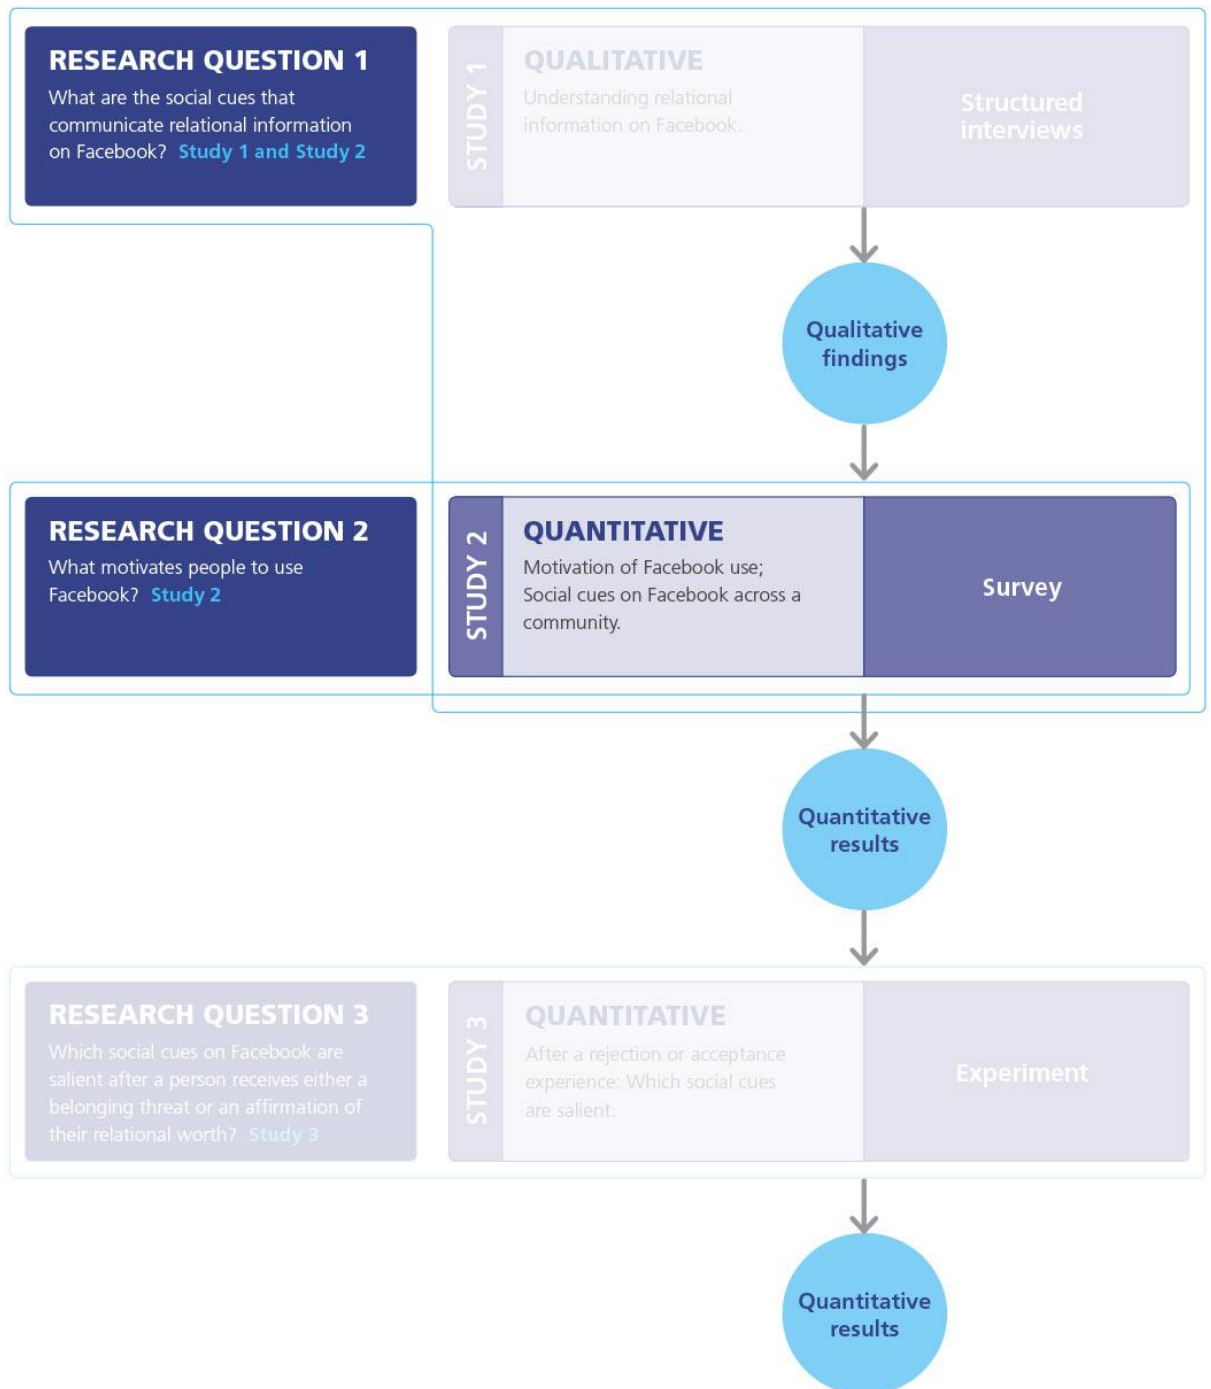 RESEARCH QUESTION 1
What are the social cues that
communicate relational information
on Facebook? Study 1 and Study 2
STUDY 1
QUALITATIVE
Understanding relational
information on Facebook.
Structured
interviews
Qualitative
findings
RESEARCH QUESTION 2
What motivates people to use
Facebook? Study 2
STUDY 2
QUANTITATIVE
Motivation of Facebook use;
Social cues on Facebook across a
community.
Survey
Quantitative
results
RESEARCH QUESTION 3
Which social cues on Facebook are
salient after a person receives either a
belonging threat or an affirmation of
their relational worth? Study 3
STUDY 3
QUANTITATIVE
After a rejection or acceptance
experience: Which social cues
are salient.
Experiment
Quantitative
results